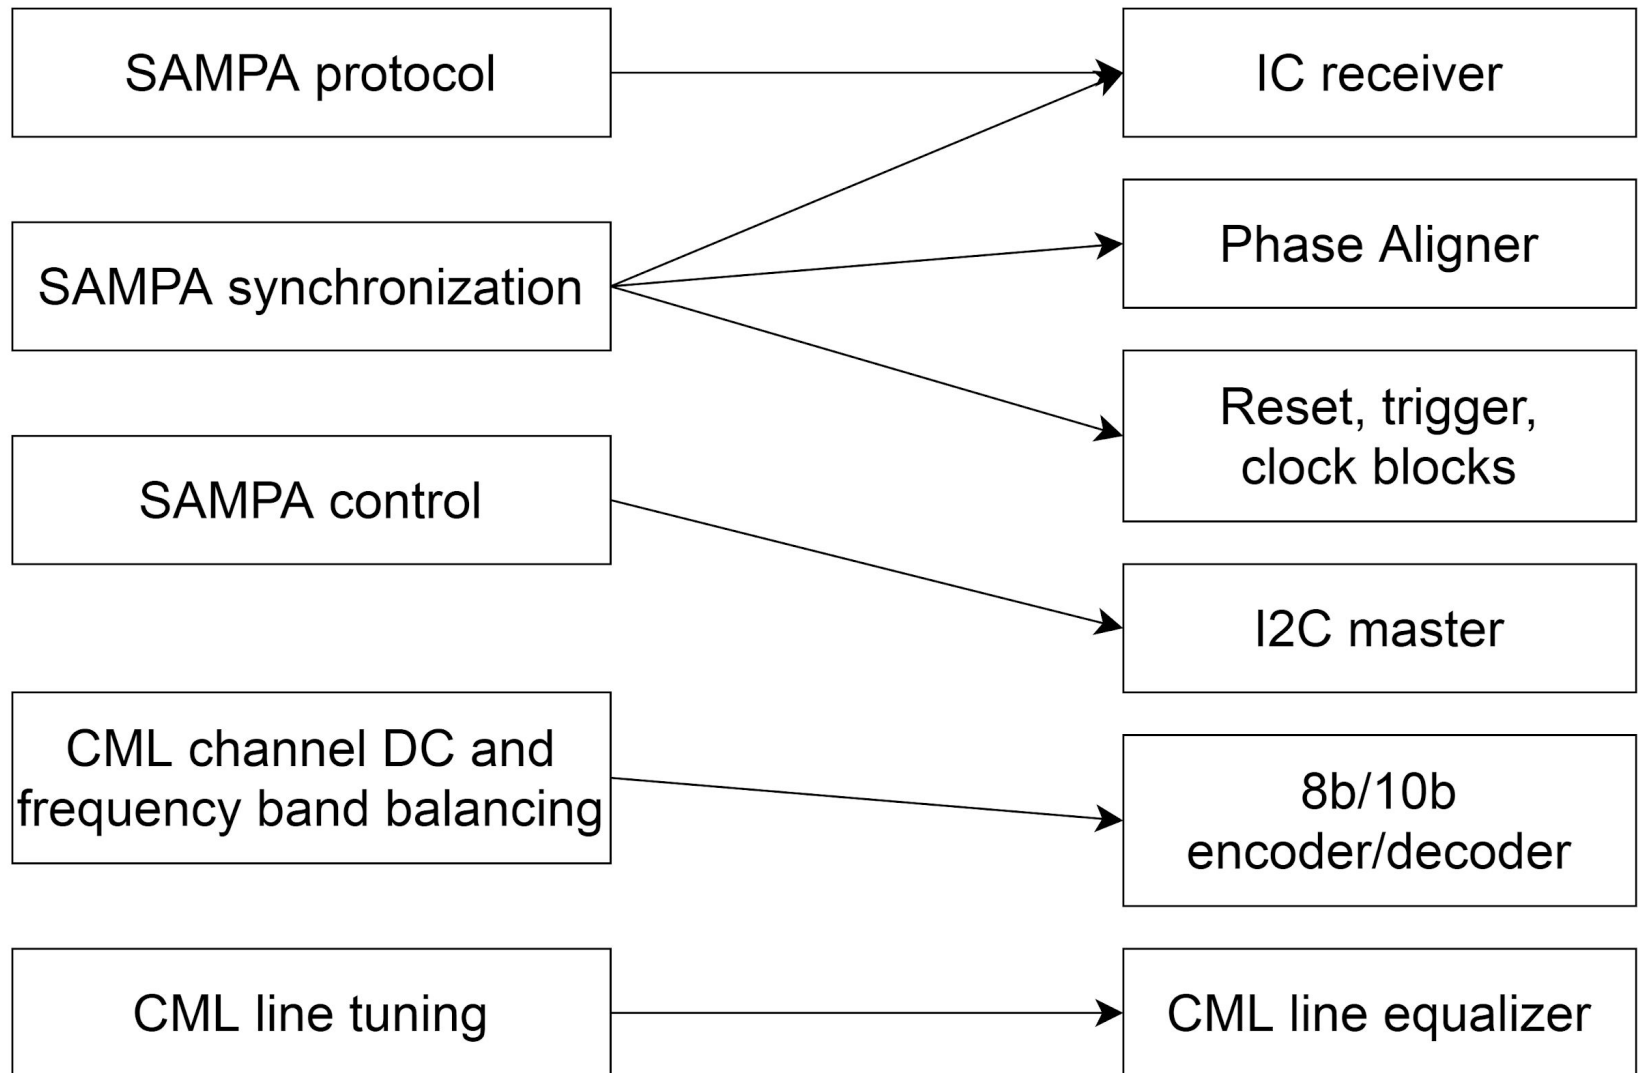 SAMPA protocol
IC receiver
SAMPA synchronization
Phase Aligner
Reset, trigger,
clock blocks
SAMPA control
I2C master
CML channel DC and
frequency band balancing
8b/10b
encoder/decoder
CML line tuning
CML line equalizer